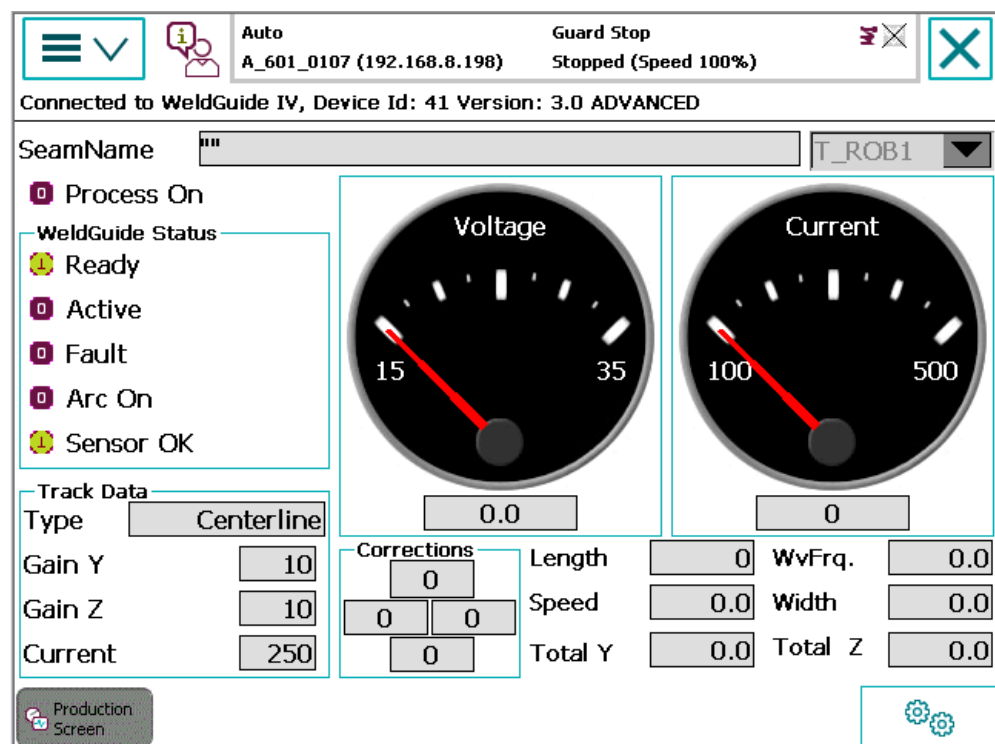 Auto
Guard Stop
A_601_0107 (192.168.8.198)
Stopped (Speed 100%)
Connected to WeldGuide IV, Device Id: 41 Version: 3.0 ADVANCED
SeamName
""
T_ROB1
Process On
WeldGuide Status
Ready
Active
Fault
Arc On
Sensor OK
Voltage
15
35
0.0
Current
100
500
0
Track Data
Type
Centerline
Gain Y
10
Gain Z
10
Current
250
Corrections
0
0 0
0
Length
0
WvFrq.
0.0
Speed
0.0
Width
0.0
Total Y
0.0
Total Z
0.0
Production
Screen